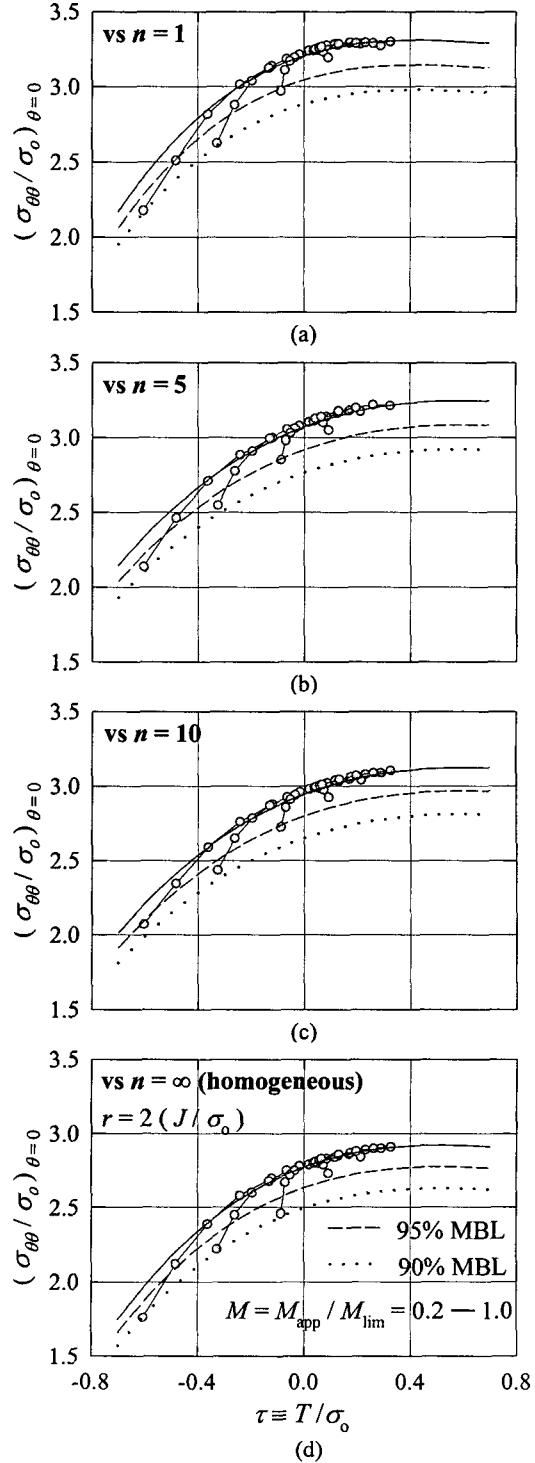 3.5
vs n = 1
3.0
2.5
2.0
1.5
(σθθ / σo)θ = 0
(a)
3.5
vs n = 5
3.0
2.5
2.0
1.5
(σθθ / σo)θ = 0
(b)
3.5
vs n = 10
3.0
2.5
2.0
1.5
(σθθ / σo)θ = 0
(c)
3.5
vs n = ∞ (homogeneous)
r = 2 ( J / σo )
3.0
2.5
2.0
1.5
(σθθ / σo)θ = 0
95% MBL
90% MBL
M = Mapp / Mlim = 0.2 — 1.0
-0.8 -0.4 0.0 0.4 0.8
τ ≡ T / σo
(d)